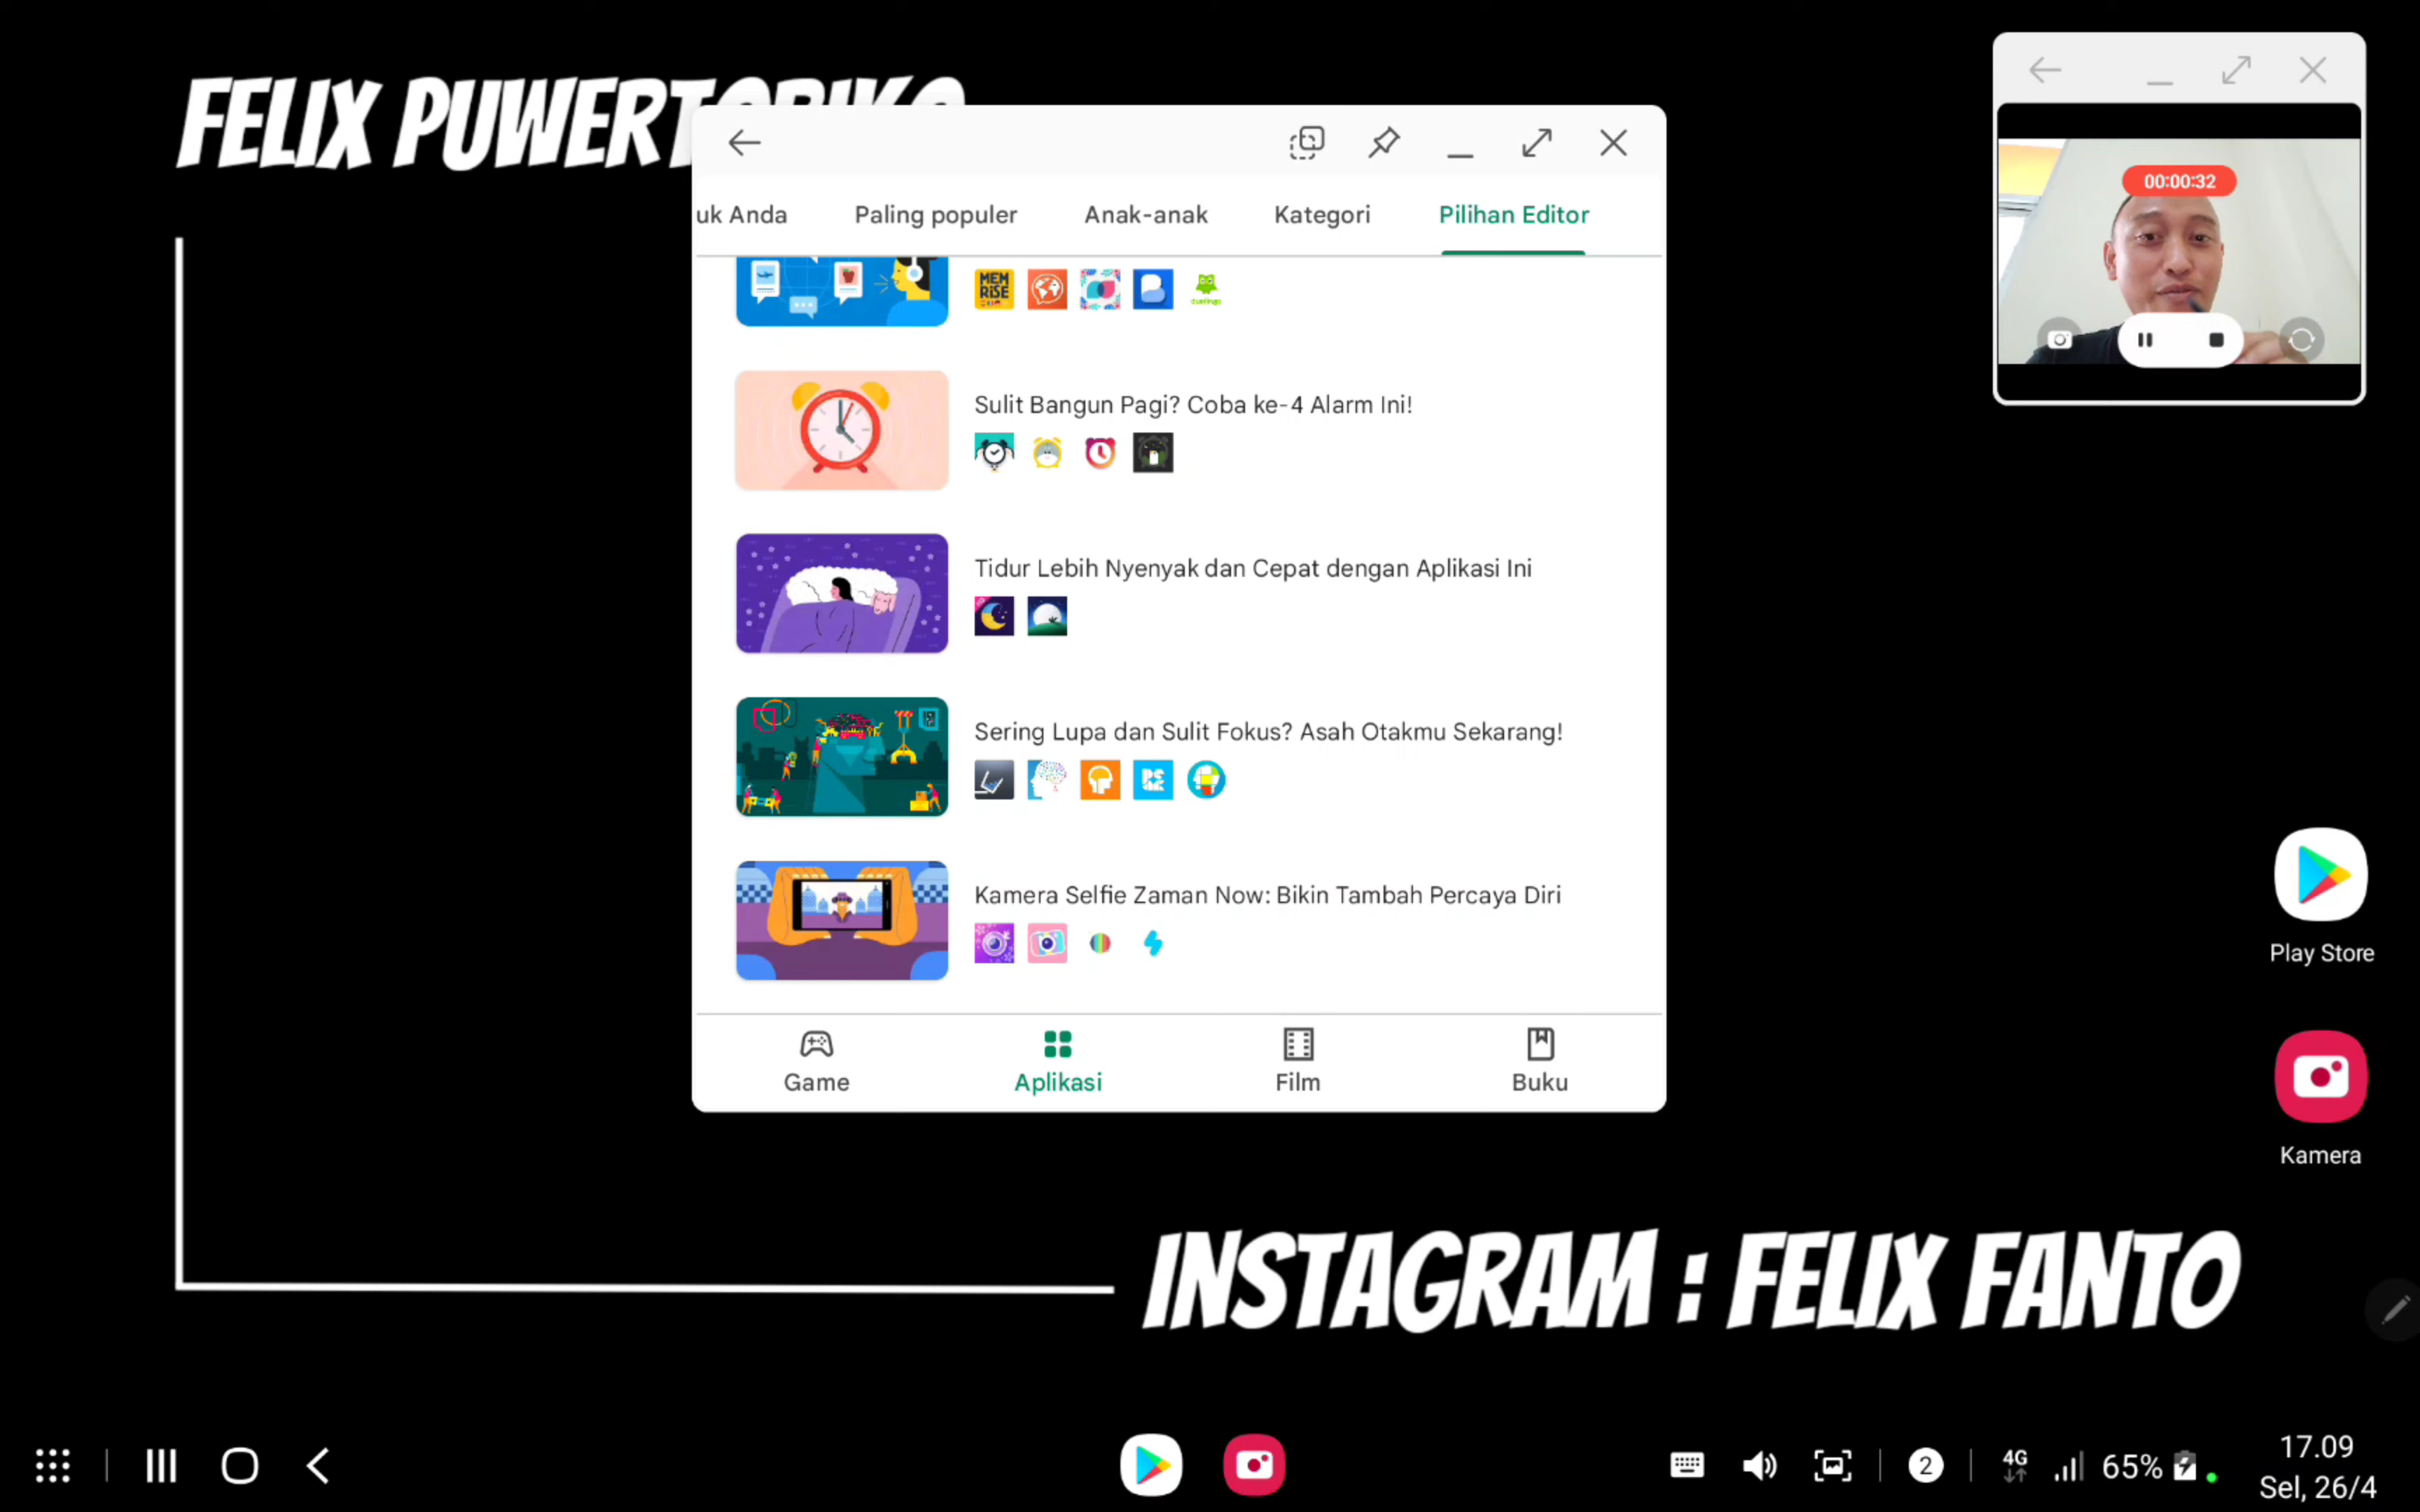 FELIX PUWERTORIKO
00:00:32
uk Anda
Paling populer
Anak-anak
Kategori
Pilihan Editor
MEM
RISE
duolingo
Sulit Bangun Pagi? Coba ke-4 Alarm Ini!
Tidur Lebih Nyenyak dan Cepat dengan Aplikasi Ini
Sering Lupa dan Sulit Fokus? Asah Otakmu Sekarang!
Kamera Selfie Zaman Now: Bikin Tambah Percaya Diri
Game
Aplikasi
Film
Buku
Play Store
Kamera
INSTAGRAM : FELIX FANTO
2
4G
65%
17.09
Sel, 26/4